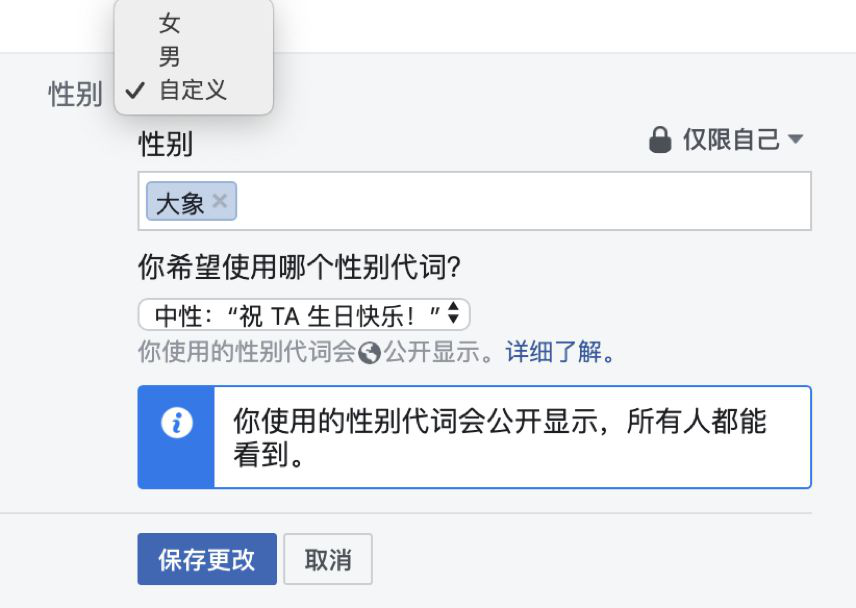 女
男
✓ 自定义
性别
性别
仅限自己
大象 ×
你希望使用哪个性别代词?
中性：“祝 TA 生日快乐！”
你使用的性别代词会公开显示。详细了解。
你使用的性别代词会公开显示，所有人都能
看到。
保存更改 取消